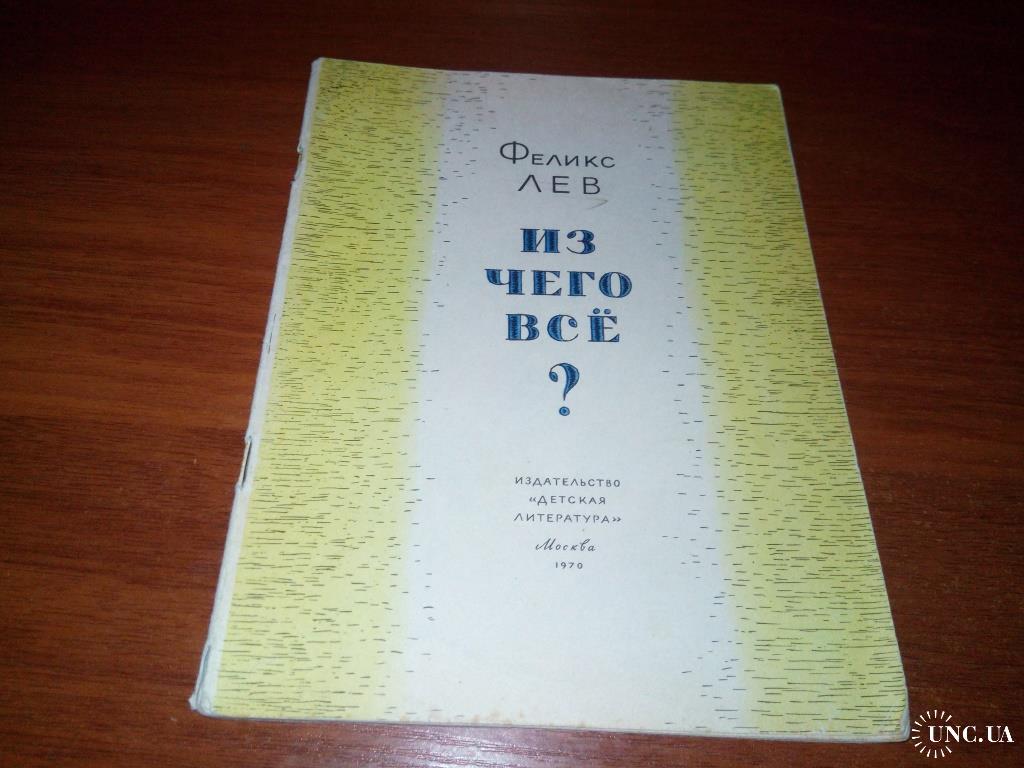 Феликс
ЛЕВ
ИЗ
ЧЕГО
ВСЁ
?
ИЗДАТЕЛЬСТВО
«ДЕТСКАЯ
ЛИТЕРАТУРА»
Москва
1970
UNC.UA